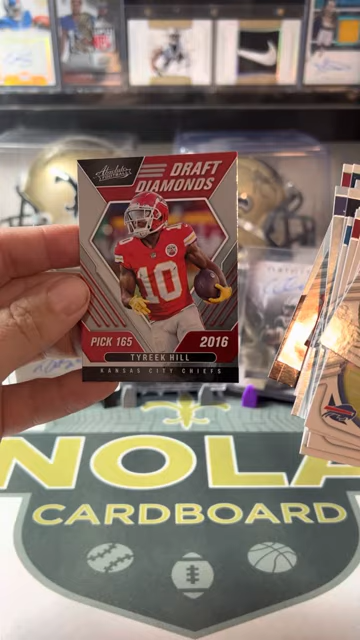 Absolute
DRAFT
DIAMONDS
10
PICK 165
2016
TYREEK HILL
KANSAS CITY CHIEFS
NOLA
CARDBOARD